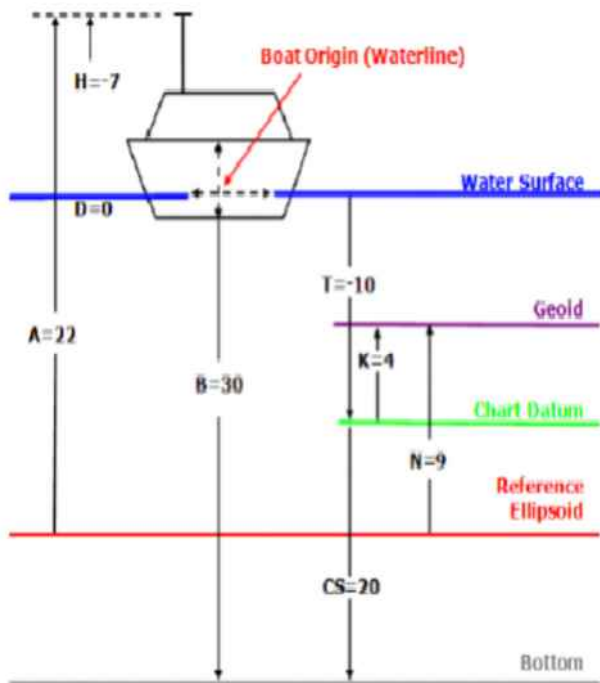 Boat Origin (Waterline)
H=-7
Water Surface
D=0
T=-10
Geoid
A=22
K=4
B=30
Chart Datum
N=9
Reference
Ellipsoid
CS=20
Bottom